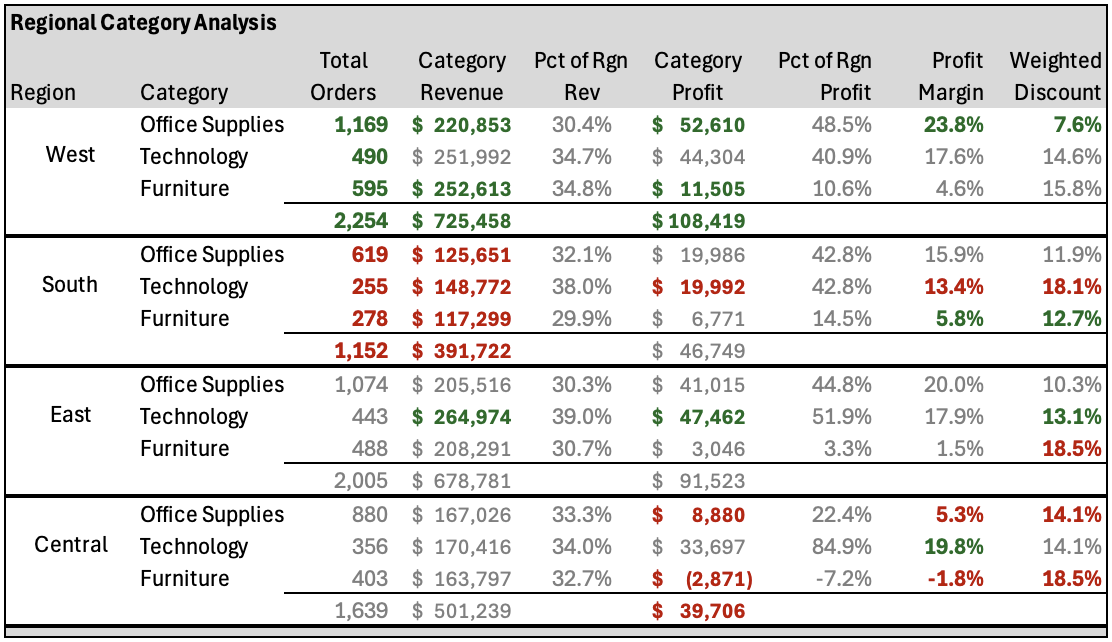 Regional Category Analysis
Total Category Pct of Rgn Category Pct of Rgn Profit Weighted
Region Category Orders Revenue Rev Profit Profit Margin Discount
Office Supplies 1,169 $ 220,853 30.4% $ 52,610 48.5% 23.8% 7.6%
West Technology 490 $ 251,992 34.7% $ 44,304 40.9% 17.6% 14.6%
Furniture 595 $ 252,613 34.8% $ 11,505 10.6% 4.6% 15.8%
2,254 $ 725,458 $ 108,419
Office Supplies 619 $ 125,651 32.1% $ 19,986 42.8% 15.9% 11.9%
South Technology 255 $ 148,772 38.0% $ 19,992 42.8% 13.4% 18.1%
Furniture 278 $ 117,299 29.9% $ 6,771 14.5% 5.8% 12.7%
1,152 $ 391,722 $ 46,749
Office Supplies 1,074 $ 205,516 30.3% $ 41,015 44.8% 20.0% 10.3%
East Technology 443 $ 264,974 39.0% $ 47,462 51.9% 17.9% 13.1%
Furniture 488 $ 208,291 30.7% $ 3,046 3.3% 1.5% 18.5%
2,005 $ 678,781 $ 91,523
Office Supplies 880 $ 167,026 33.3% $ 8,880 22.4% 5.3% 14.1%
Central Technology 356 $ 170,416 34.0% $ 33,697 84.9% 19.8% 14.1%
Furniture 403 $ 163,797 32.7% $ (2,871) -7.2% -1.8% 18.5%
1,639 $ 501,239 $ 39,706